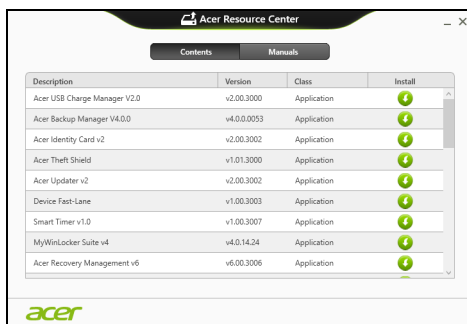 Acer Resource Center
Contents Manuals
Description Version Class Install
Acer USB Charge Manager V2.0 v2.00.3000 Application
Acer Backup Manager V4.0.0 v4.0.0.0053 Application
Acer Identity Card v2 v2.00.3002 Application
Acer Theft Shield v1.01.3000 Application
Acer Updater v2 v2.00.3002 Application
Device Fast-Lane v1.00.3003 Application
Smart Timer v1.0 v1.00.3007 Application
MyWinLocker Suite v4 v4.0.14.24 Application
Acer Recovery Management v6 v6.00.3006 Application
acer